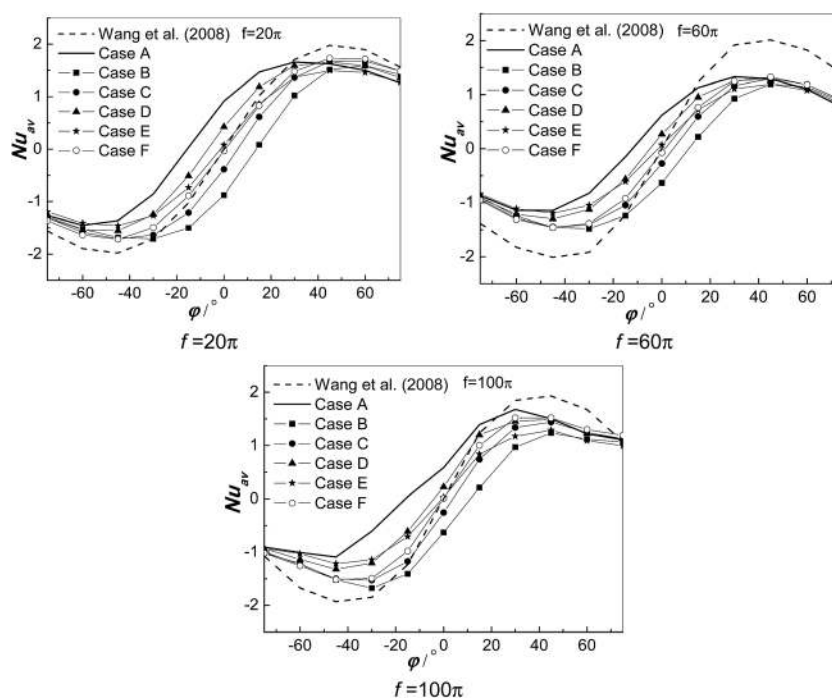 Wang et al. (2008) f=20π
Case A
Case B
Case C
Case D
Case E
Case F
Nu_av
2
1
0
-1
-2
-60 -40 -20 0 20 40 60
φ/°
f =20π
Wang et al. (2008) f=60π
Case A
Case B
Case C
Case D
Case E
Case F
Nu_av
2
1
0
-1
-2
-60 -40 -20 0 20 40 60
φ/°
f =60π
Wang et al. (2008) f=100π
Case A
Case B
Case C
Case D
Case E
Case F
Nu_av
2
1
0
-1
-2
-60 -40 -20 0 20 40 60
φ/°
f =100π